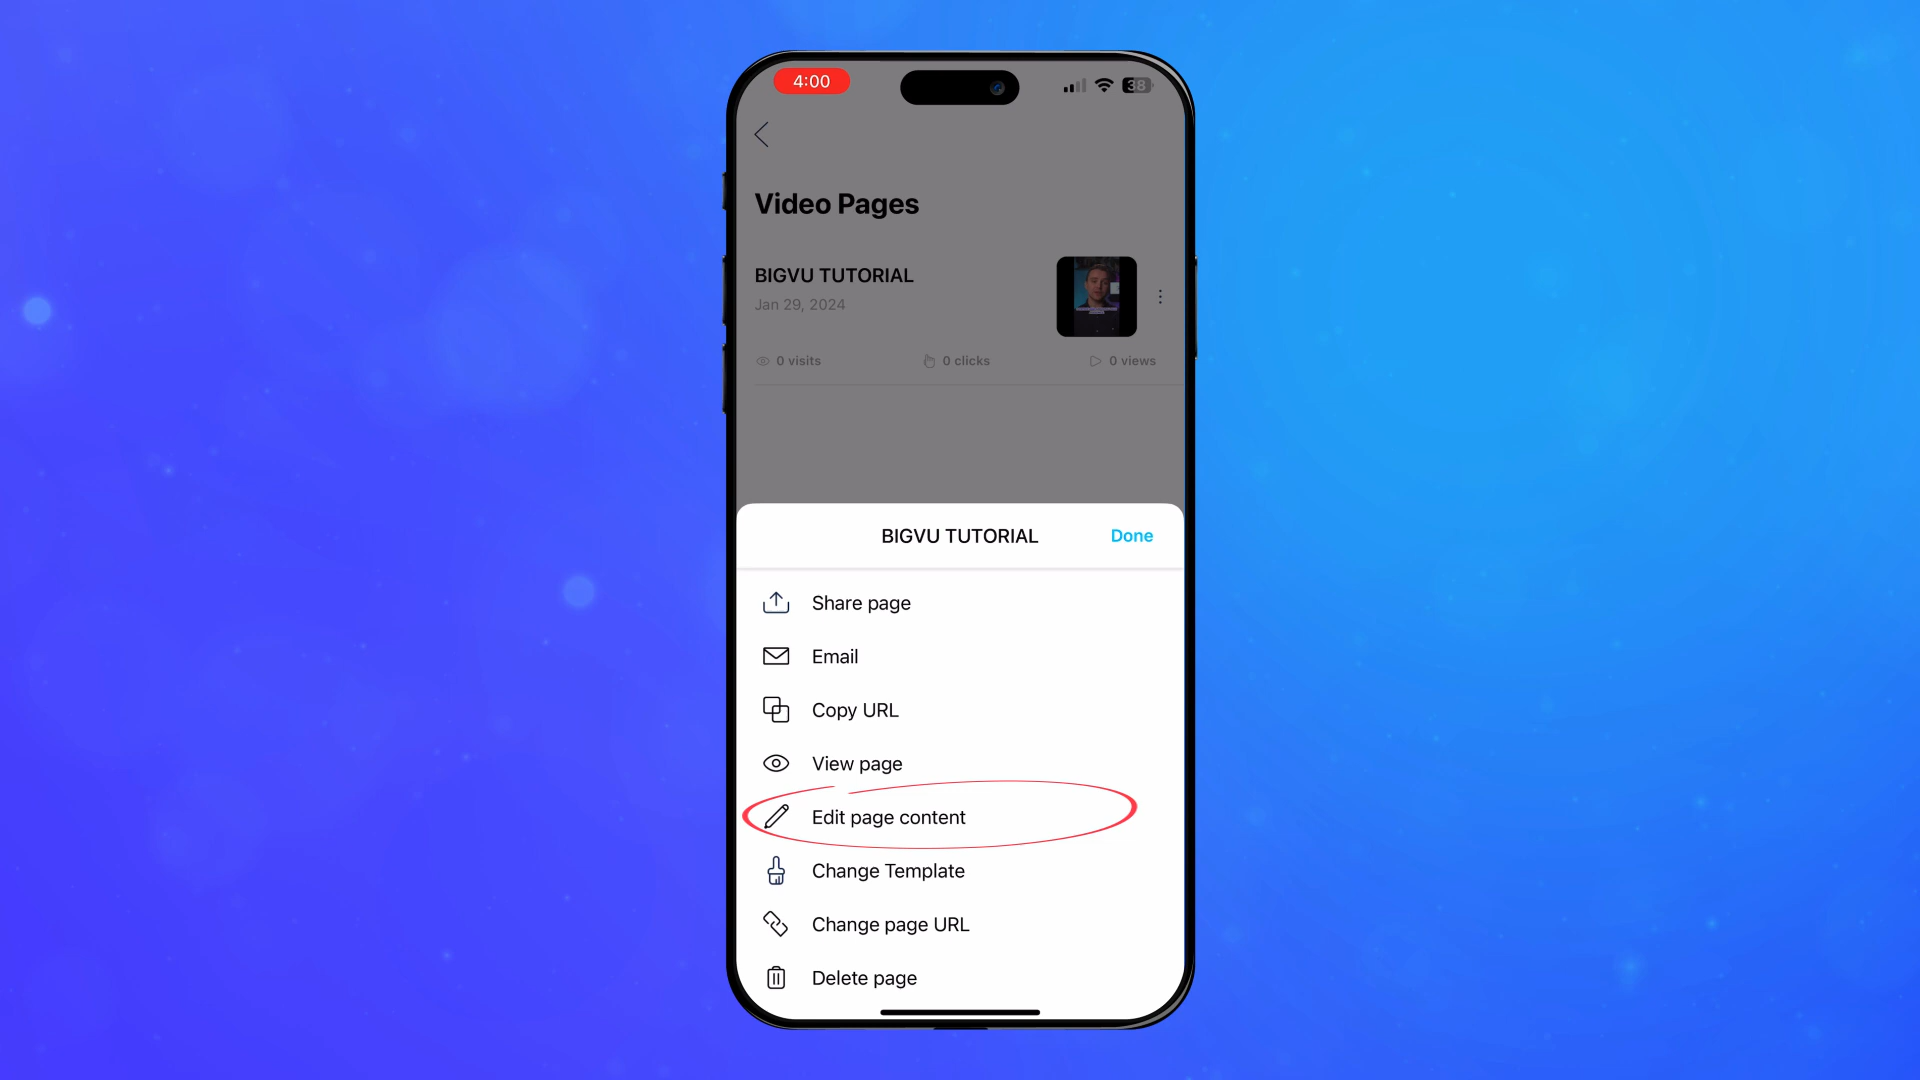 4:00
38
Video Pages
BIGVU TUTORIAL
Jan 29, 2024
0 visits
0 clicks
0 views
BIGVU TUTORIAL
Done
Share page
Email
Copy URL
View page
Edit page content
Change Template
Change page URL
Delete page